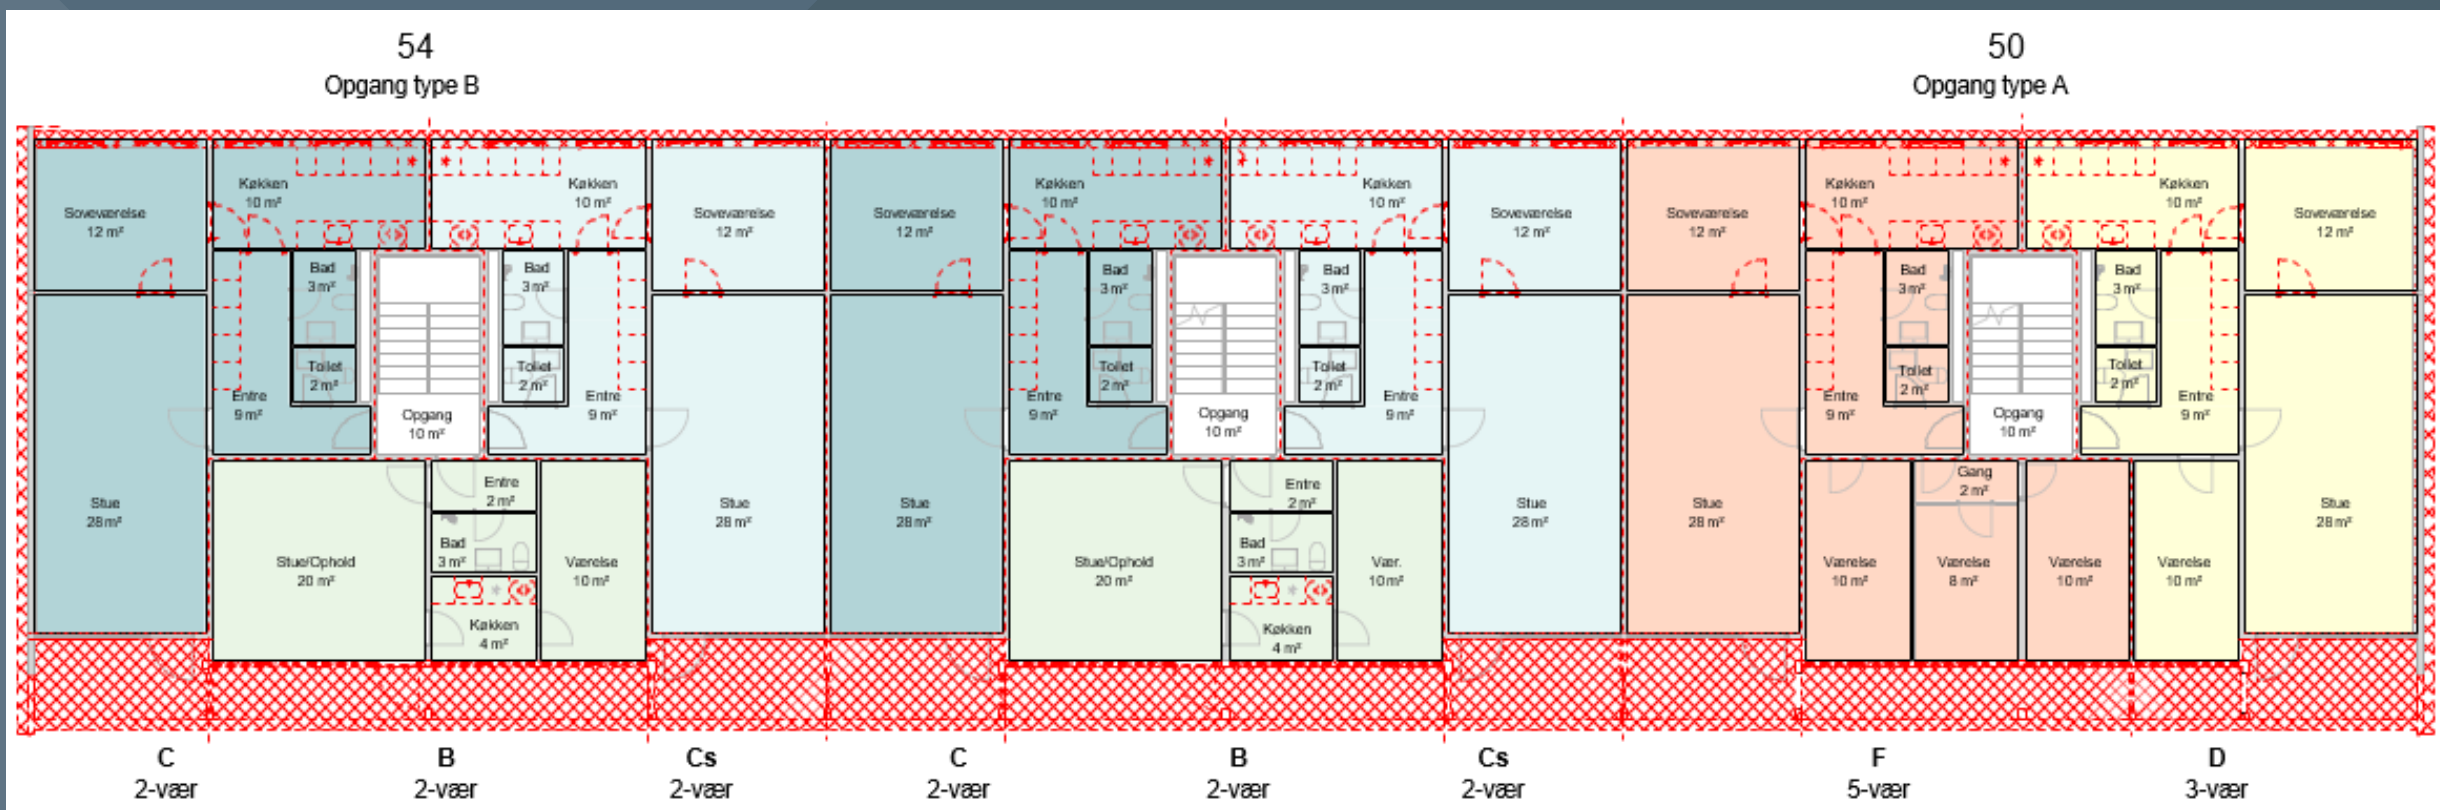 54
Opgang type B
50
Opgang type A
Soveværelse
12 m²
Køkken
10 m²
Køkken
10 m²
Soveværelse
12 m²
Soveværelse
12 m²
Køkken
10 m²
Køkken
10 m²
Soveværelse
12 m²
Soveværelse
12 m²
Køkken
10 m²
Køkken
10 m²
Soveværelse
12 m²
Bad
3 m²
Bad
3 m²
Bad
3 m²
Bad
3 m²
Bad
3 m²
Bad
3 m²
Toilet
2 m²
Toilet
2 m²
Toilet
2 m²
Toilet
2 m²
Toilet
2 m²
Toilet
2 m²
Entre
9 m²
Opgang
10 m²
Entre
9 m²
Entre
9 m²
Opgang
10 m²
Entre
9 m²
Entre
9 m²
Opgang
10 m²
Entre
9 m²
Stue
28 m²
Entre
2 m²
Stue
28 m²
Stue
28 m²
Entre
2 m²
Stue
28 m²
Stue
28 m²
Gang
2 m²
Stue
28 m²
Stue/Ophold
20 m²
Bad
3 m²
Værelse
10 m²
Stue/Ophold
20 m²
Bad
3 m²
Vær.
10 m²
Værelse
10 m²
Værelse
8 m²
Værelse
10 m²
Værelse
10 m²
Køkken
4 m²
Køkken
4 m²
C
2-vær
B
2-vær
Cs
2-vær
C
2-vær
B
2-vær
Cs
2-vær
F
5-vær
D
3-vær